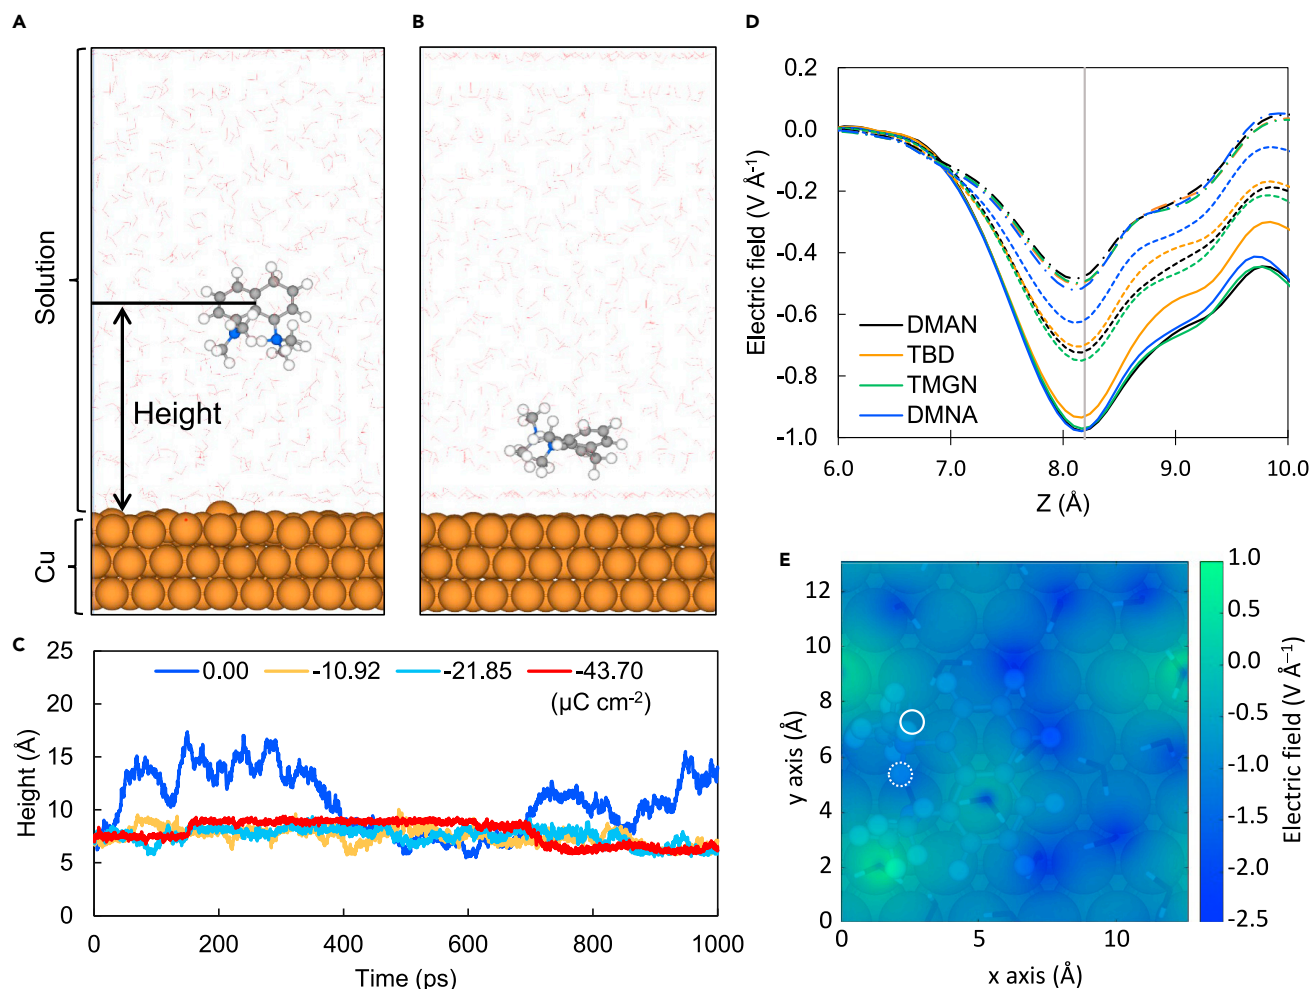 A
B
Solution
Height
Cu
C
25
20
15
10
5
0
Height (Å)
0.00
-10.92
-21.85
-43.70
(µC cm-2)
0
200
400
600
800
1000
Time (ps)
D
0.2
0.0
-0.2
-0.4
-0.6
-0.8
-1.0
Electric field (V Å-1)
DMAN
TBD
TMGN
DMNA
6.0
7.0
8.0
9.0
10.0
Z (Å)
E
12
10
8
6
4
2
0
y axis (Å)
0
5
10
x axis (Å)
1.0
0.5
0.0
-0.5
-1.0
-1.5
-2.0
-2.5
Electric field (V Å−1)